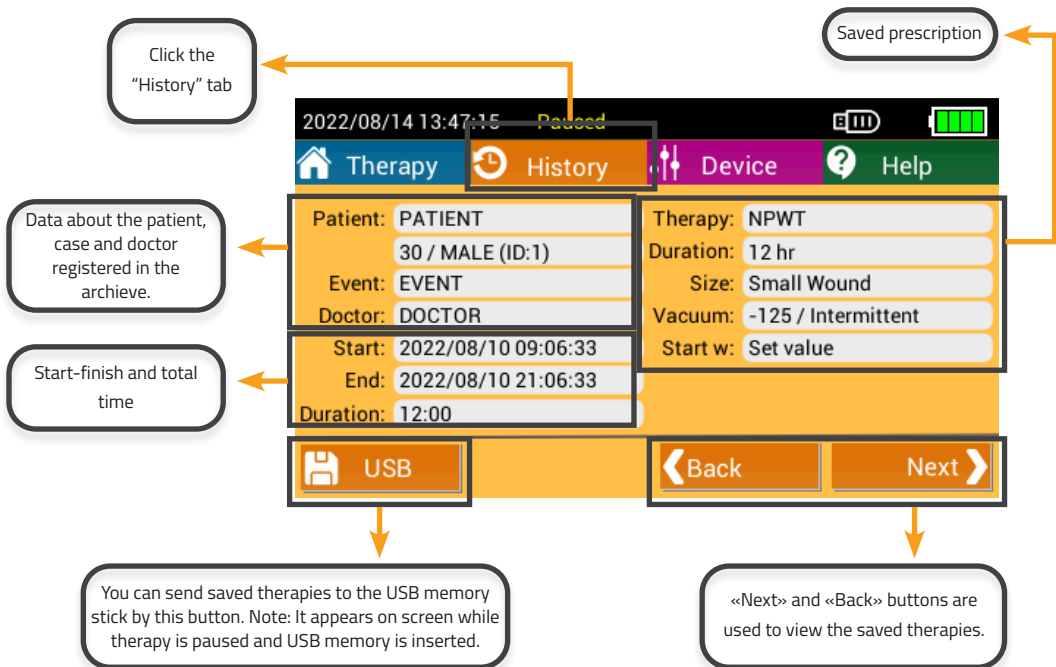 Click the
“History” tab
Saved prescription
2022/08/14 13:47:15 Paused
Therapy History Device Help
Data about the patient,
case and doctor
registered in the
archieve.
Patient: PATIENT
30 / MALE (ID:1)
Event: EVENT
Doctor: DOCTOR
Therapy: NPWT
Duration: 12 hr
Size: Small Wound
Vacuum: -125 / Intermittent
Start w: Set value
Start-finish and total
time
Start: 2022/08/10 09:06:33
End: 2022/08/10 21:06:33
Duration: 12:00
USB
Back
Next
You can send saved therapies to the USB memory
stick by this button. Note: It appears on screen while
therapy is paused and USB memory is inserted.
«Next» and «Back» buttons are
used to view the saved therapies.